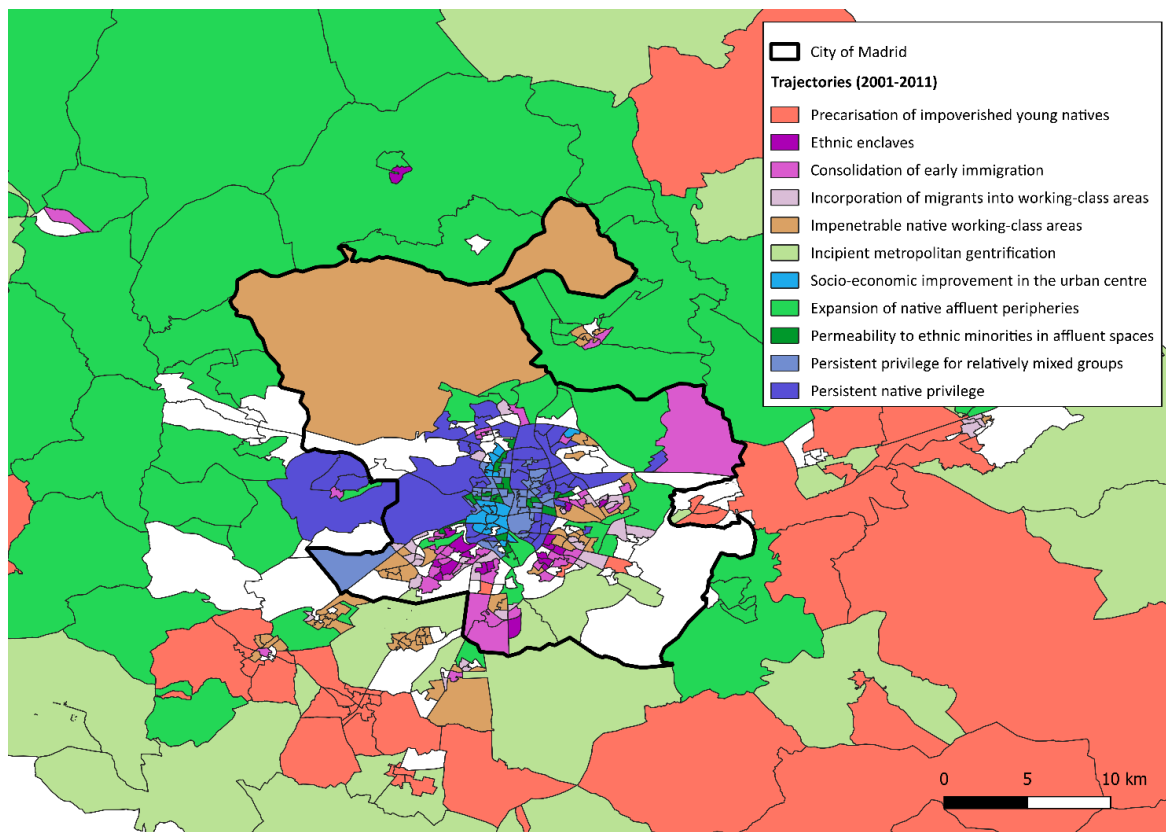 City of Madrid
Trajectories (2001-2011)
Precarisation of impoverished young natives
Ethnic enclaves
Consolidation of early immigration
Incorporation of migrants into working-class areas
Impenetrable native working-class areas
Incipient metropolitan gentrification
Socio-economic improvement in the urban centre
Expansion of native affluent peripheries
Permeability to ethnic minorities in affluent spaces
Persistent privilege for relatively mixed groups
Persistent native privilege
0 5 10 km